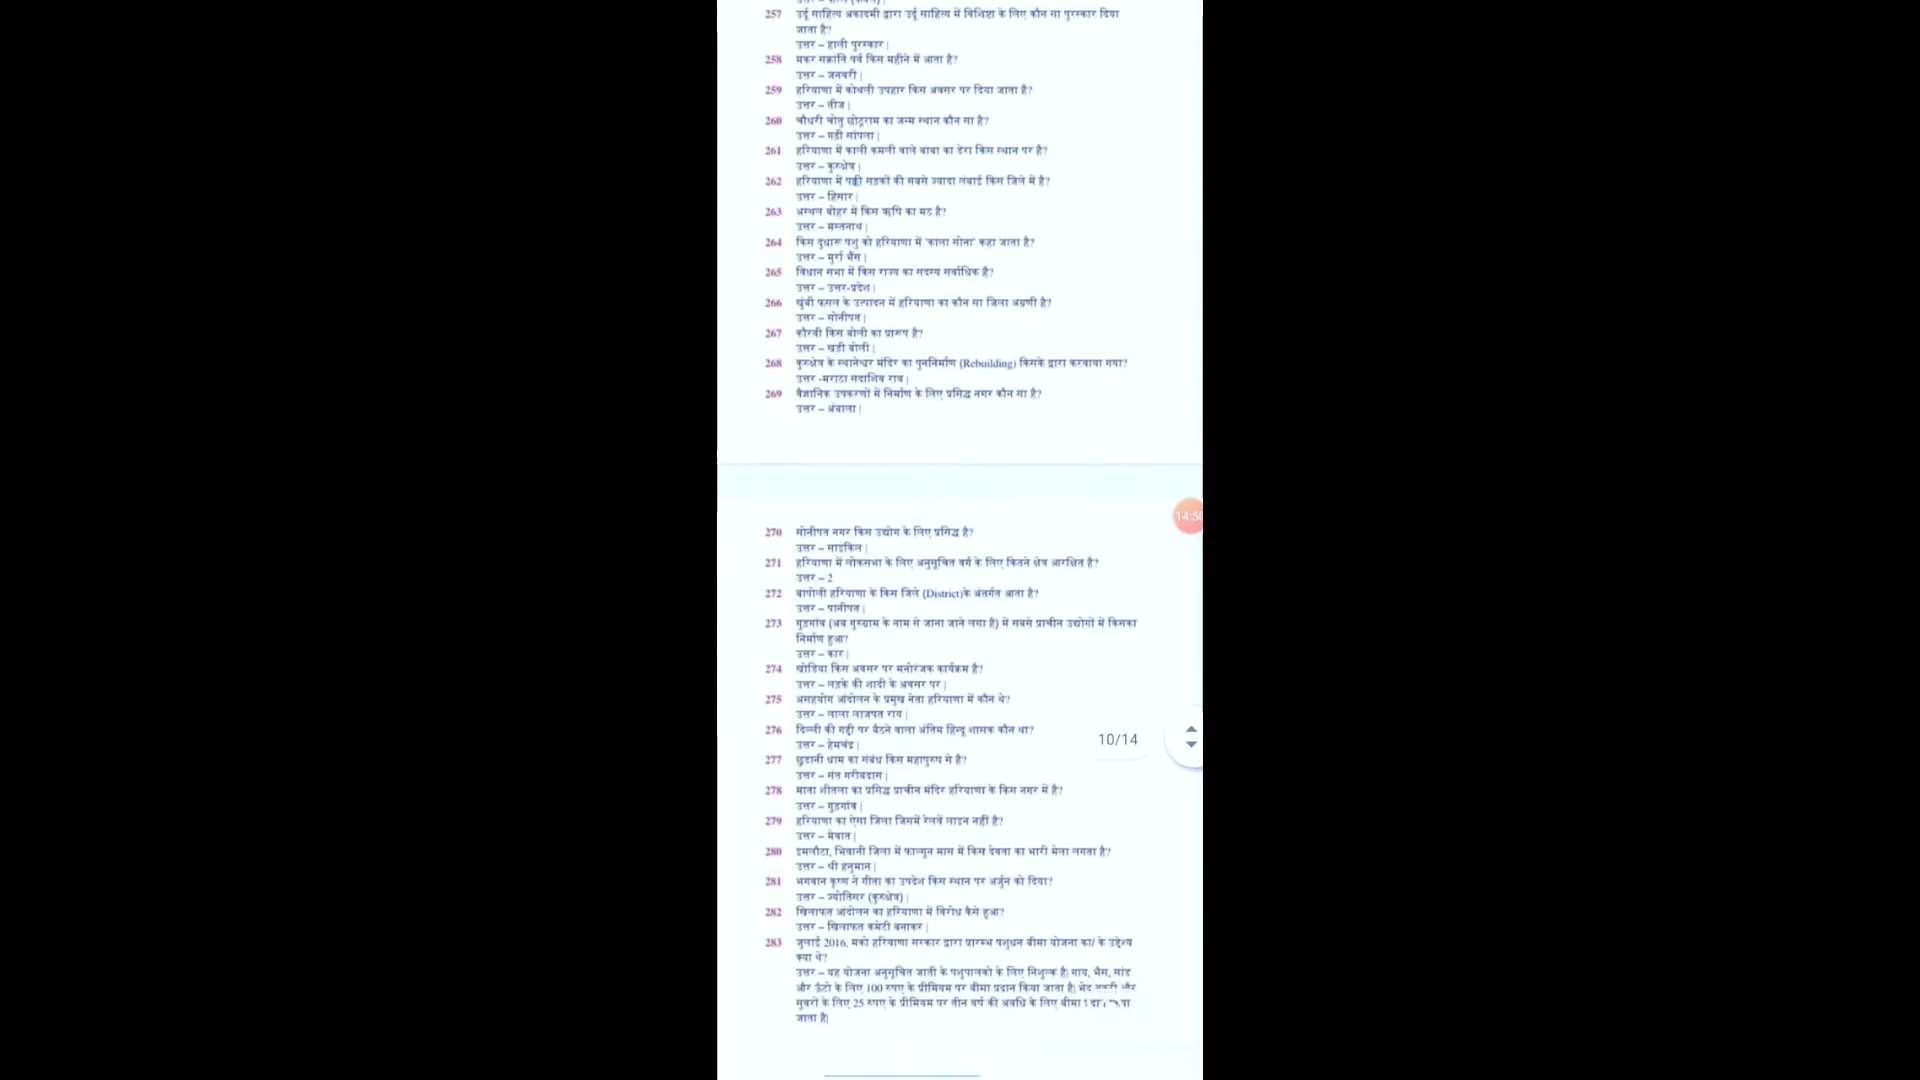 257 उर्दू साहित्य अकादमी द्वारा उर्दू साहित्य में विशिष्टा के लिए कौन सा पुरस्कार दिया
जाता है?
उत्तर – हाली पुरस्कार |
258 मकर सक्रांति पर्व किस महीने में आता है?
उत्तर – जनवरी |
259 हरियाणा में कोथली उपहार किस अवसर पर दिया जाता है?
उत्तर – तीज |
260 चौधरी चोतु छोटूराम का जन्म स्थान कौन सा है?
उत्तर – गढ़ी सांपला |
261 हरियाणा में काली कमली वाले बाबा का डेरा किस स्थान पर है?
उत्तर – कुरुक्षेत्र |
262 हरियाणा में पक्की सड़कों की सबसे ज्यादा लंबाई किस जिले में है?
उत्तर – हिसार |
263 अस्थल बोहर में किस ऋषि का मठ है?
उत्तर – मस्तनाथ |
264 किस दुधारू पशु को हरियाणा में 'काला सोना' कहा जाता है?
उत्तर – मुर्रा भैंस |
265 विधान सभा में किस राज्य का सदस्य सर्वाधिक है?
उत्तर – उत्तर-प्रदेश |
266 खुंबी फसल के उत्पादन में हरियाणा का कौन सा जिला अग्रणी है?
उत्तर – सोनीपत |
267 कौरवी किस बोली का प्रारूप है?
उत्तर – खड़ी बोली |
268 कुरुक्षेत्र के स्थानेश्वर मंदिर का पुननिर्माण (Rebuilding) किसके द्वारा करवाया गया?
उत्तर -मराठा सदाशिव राव |
269 वैज्ञानिक उपकरणों में निर्माण के लिए प्रसिद्ध नगर कौन सा है?
उत्तर – अंबाला |
14:50
270 सोनीपत नगर किस उद्योग के लिए प्रसिद्ध है?
उत्तर – साइकिल |
271 हरियाणा में लोकसभा के लिए अनुसूचित वर्ग के लिए कितने क्षेत्र आरक्षित है?
उत्तर – 2
272 बापोली हरियाणा के किस जिले (District)के अंतर्गत आता है?
उत्तर – पानीपत |
273 गुडगांव (अब गुरुग्राम के नाम से जाना जाने लगा है) में सबसे प्राचीन उद्योगों में किसका
निर्माण हुआ?
उत्तर – कार |
274 खोडिया किस अवसर पर मनोरंजक कार्यक्रम है?
उत्तर – लड़के की शादी के अवसर पर |
275 असहयोग आंदोलन के प्रमुख नेता हरियाणा में कौन थे?
उत्तर – लाला लाजपत राय |
276 दिल्ली की गद्दी पर बैठने वाला अंतिम हिन्दू शासक कौन था?
उत्तर – हेमचंद्र |
10/14
277 छुडानी धाम का संबंध किस महापुरुष से है?
उत्तर – संत गरीबदास |
278 माता शीतला का प्रसिद्ध प्राचीन मंदिर हरियाणा के किस नगर में है?
उत्तर – गुडगांव |
279 हरियाणा का ऐसा जिला जिसमें रेलवें लाइन नहीं है?
उत्तर – मेवात |
280 इमलौटा, भिवानी जिला में फाल्गुन मास में किस देवता का भारी मेला लगता है?
उत्तर – श्री हनुमान |
281 भगवान कृष्ण ने गीता का उपदेश किस स्थान पर अर्जुन को दिया?
उत्तर – ज्योतिसर (कुरुक्षेत्र) |
282 खिलाफत आंदोलन का हरियाणा में विरोध कैसे हुआ?
उत्तर – खिलाफत कमेटी बनाकर |
283 जुलाई 2016, मको हरियाणा सरकार द्वारा प्रारम्भ पशुधन बीमा योजना का/ के उद्देश्य
क्या थे?
उत्तर – यह योजना अनुसूचित जाती के पशुपालको के लिए निशुल्क है| गाय, भैंस, सांड
और ऊँटो के लिए 100 रुपए के प्रीमियम पर बीमा प्रदान किया जाता है| भेड़ और
सुवरों के लिए 25 रुपए के प्रीमियम पर तीन वर्ष की अवधि के लिए बीमा
जाता है|